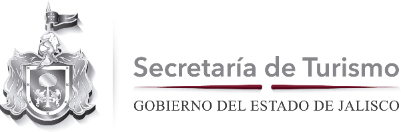 Secretaría de Turismo
GOBIERNO DEL ESTADO DE JALISCO